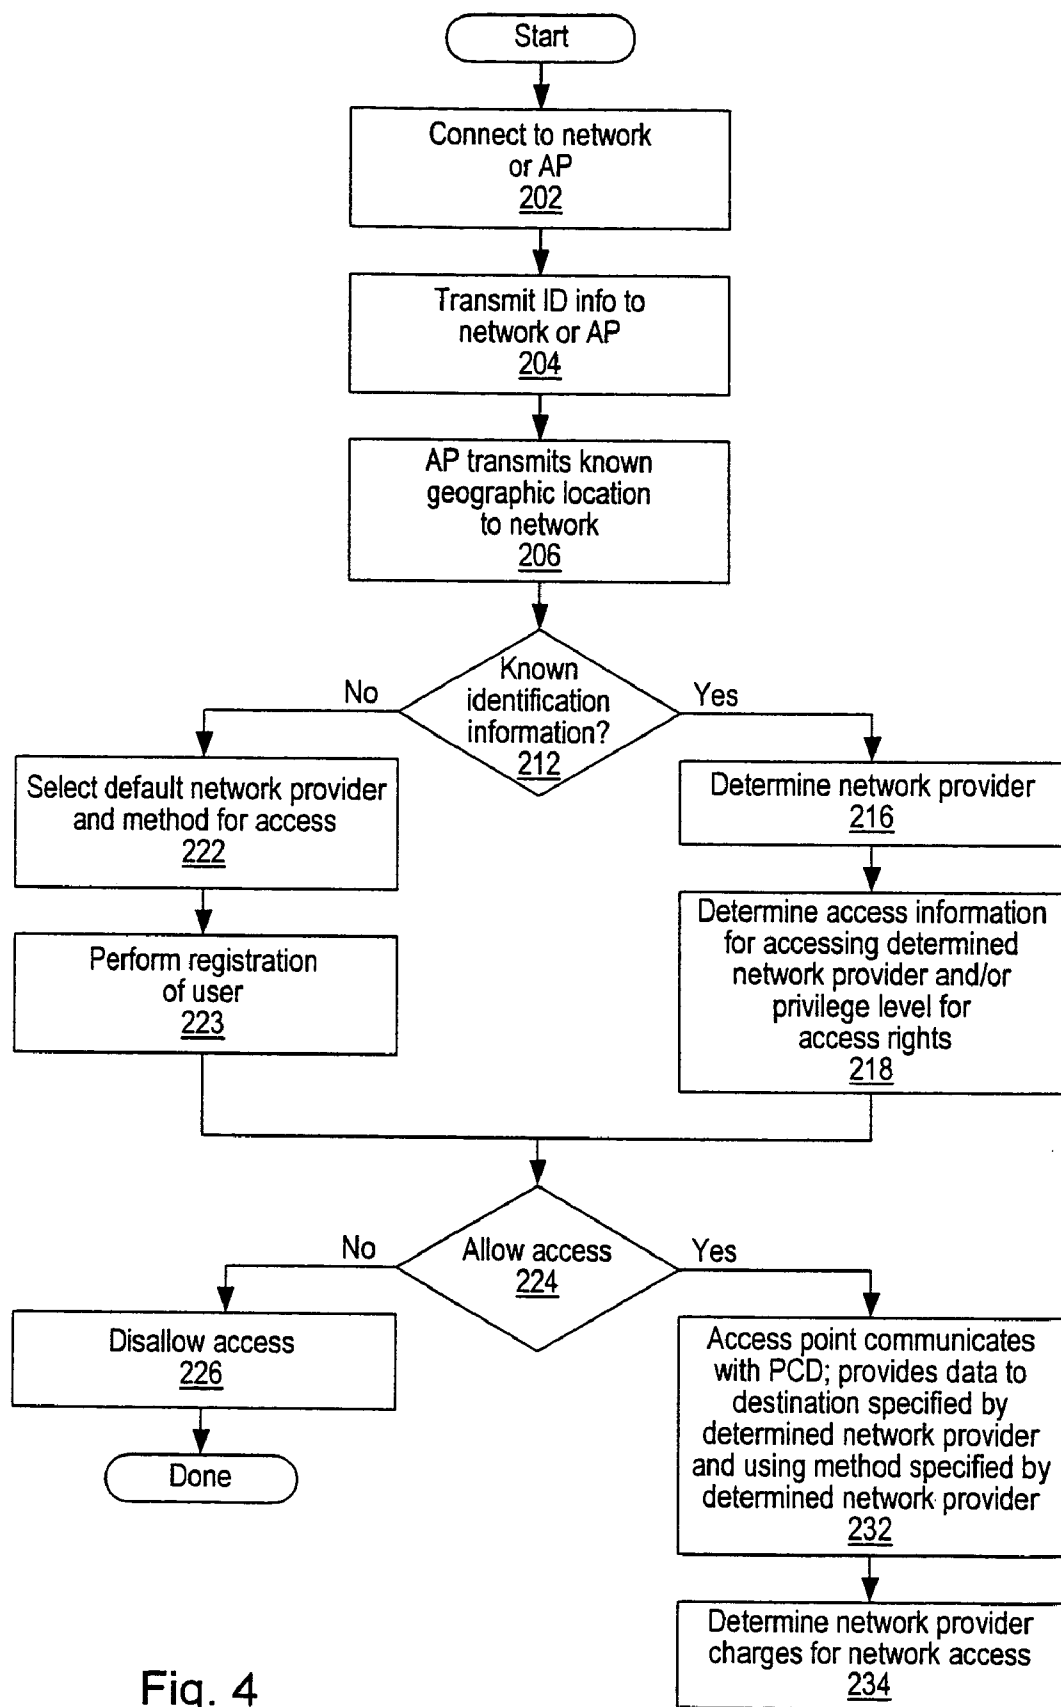 Start
Connect to network
or AP
202
Transmit ID info to
network or AP
204
AP transmits known
geographic location
to network
206
Known
identification
information?
212
No
Yes
Select default network provider
and method for access
222
Determine network provider
216
Perform registration
of user
223
Determine access information
for accessing determined
network provider and/or
privilege level for
access rights
218
Allow access
224
No
Yes
Disallow access
226
Done
Access point communicates
with PCD; provides data to
destination specified by
determined network provider
and using method specified by
determined network provider
232
Determine network provider
charges for network access
234
Fig. 4